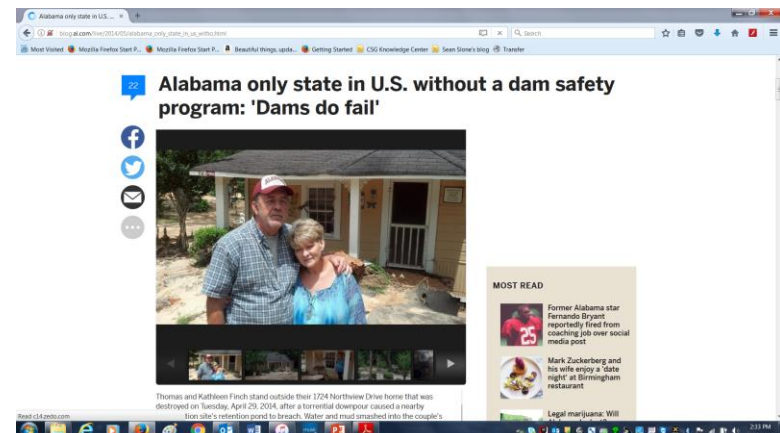 Alabama only state in U.S. ...
blog.al.com/live/2014/05/alabama_only_state_in_us_witho.html
Search
Most Visited
Mozilla Firefox Start P...
Mozilla Firefox Start P...
Beautiful things, upda...
Getting Started
CSG Knowledge Center
Sean Slone's blog
Transfer
22
Alabama only state in U.S. without a dam safety
program: 'Dams do fail'
MOST READ
Former Alabama star
Fernando Bryant
reportedly fired from
coaching job over social
media post
Mark Zuckerberg and
his wife enjoy a 'date
night' at Birmingham
restaurant
Legal marijuana: Will
Thomas and Kathleen Finch stand outside their 1724 Northview Drive home that was
destroyed on Tuesday, April 29, 2014, after a torrential downpour caused a nearby
tion site's retention pond to breach. Water and mud smashed into the couple's
Read c14.zedo.com
2:33 PM